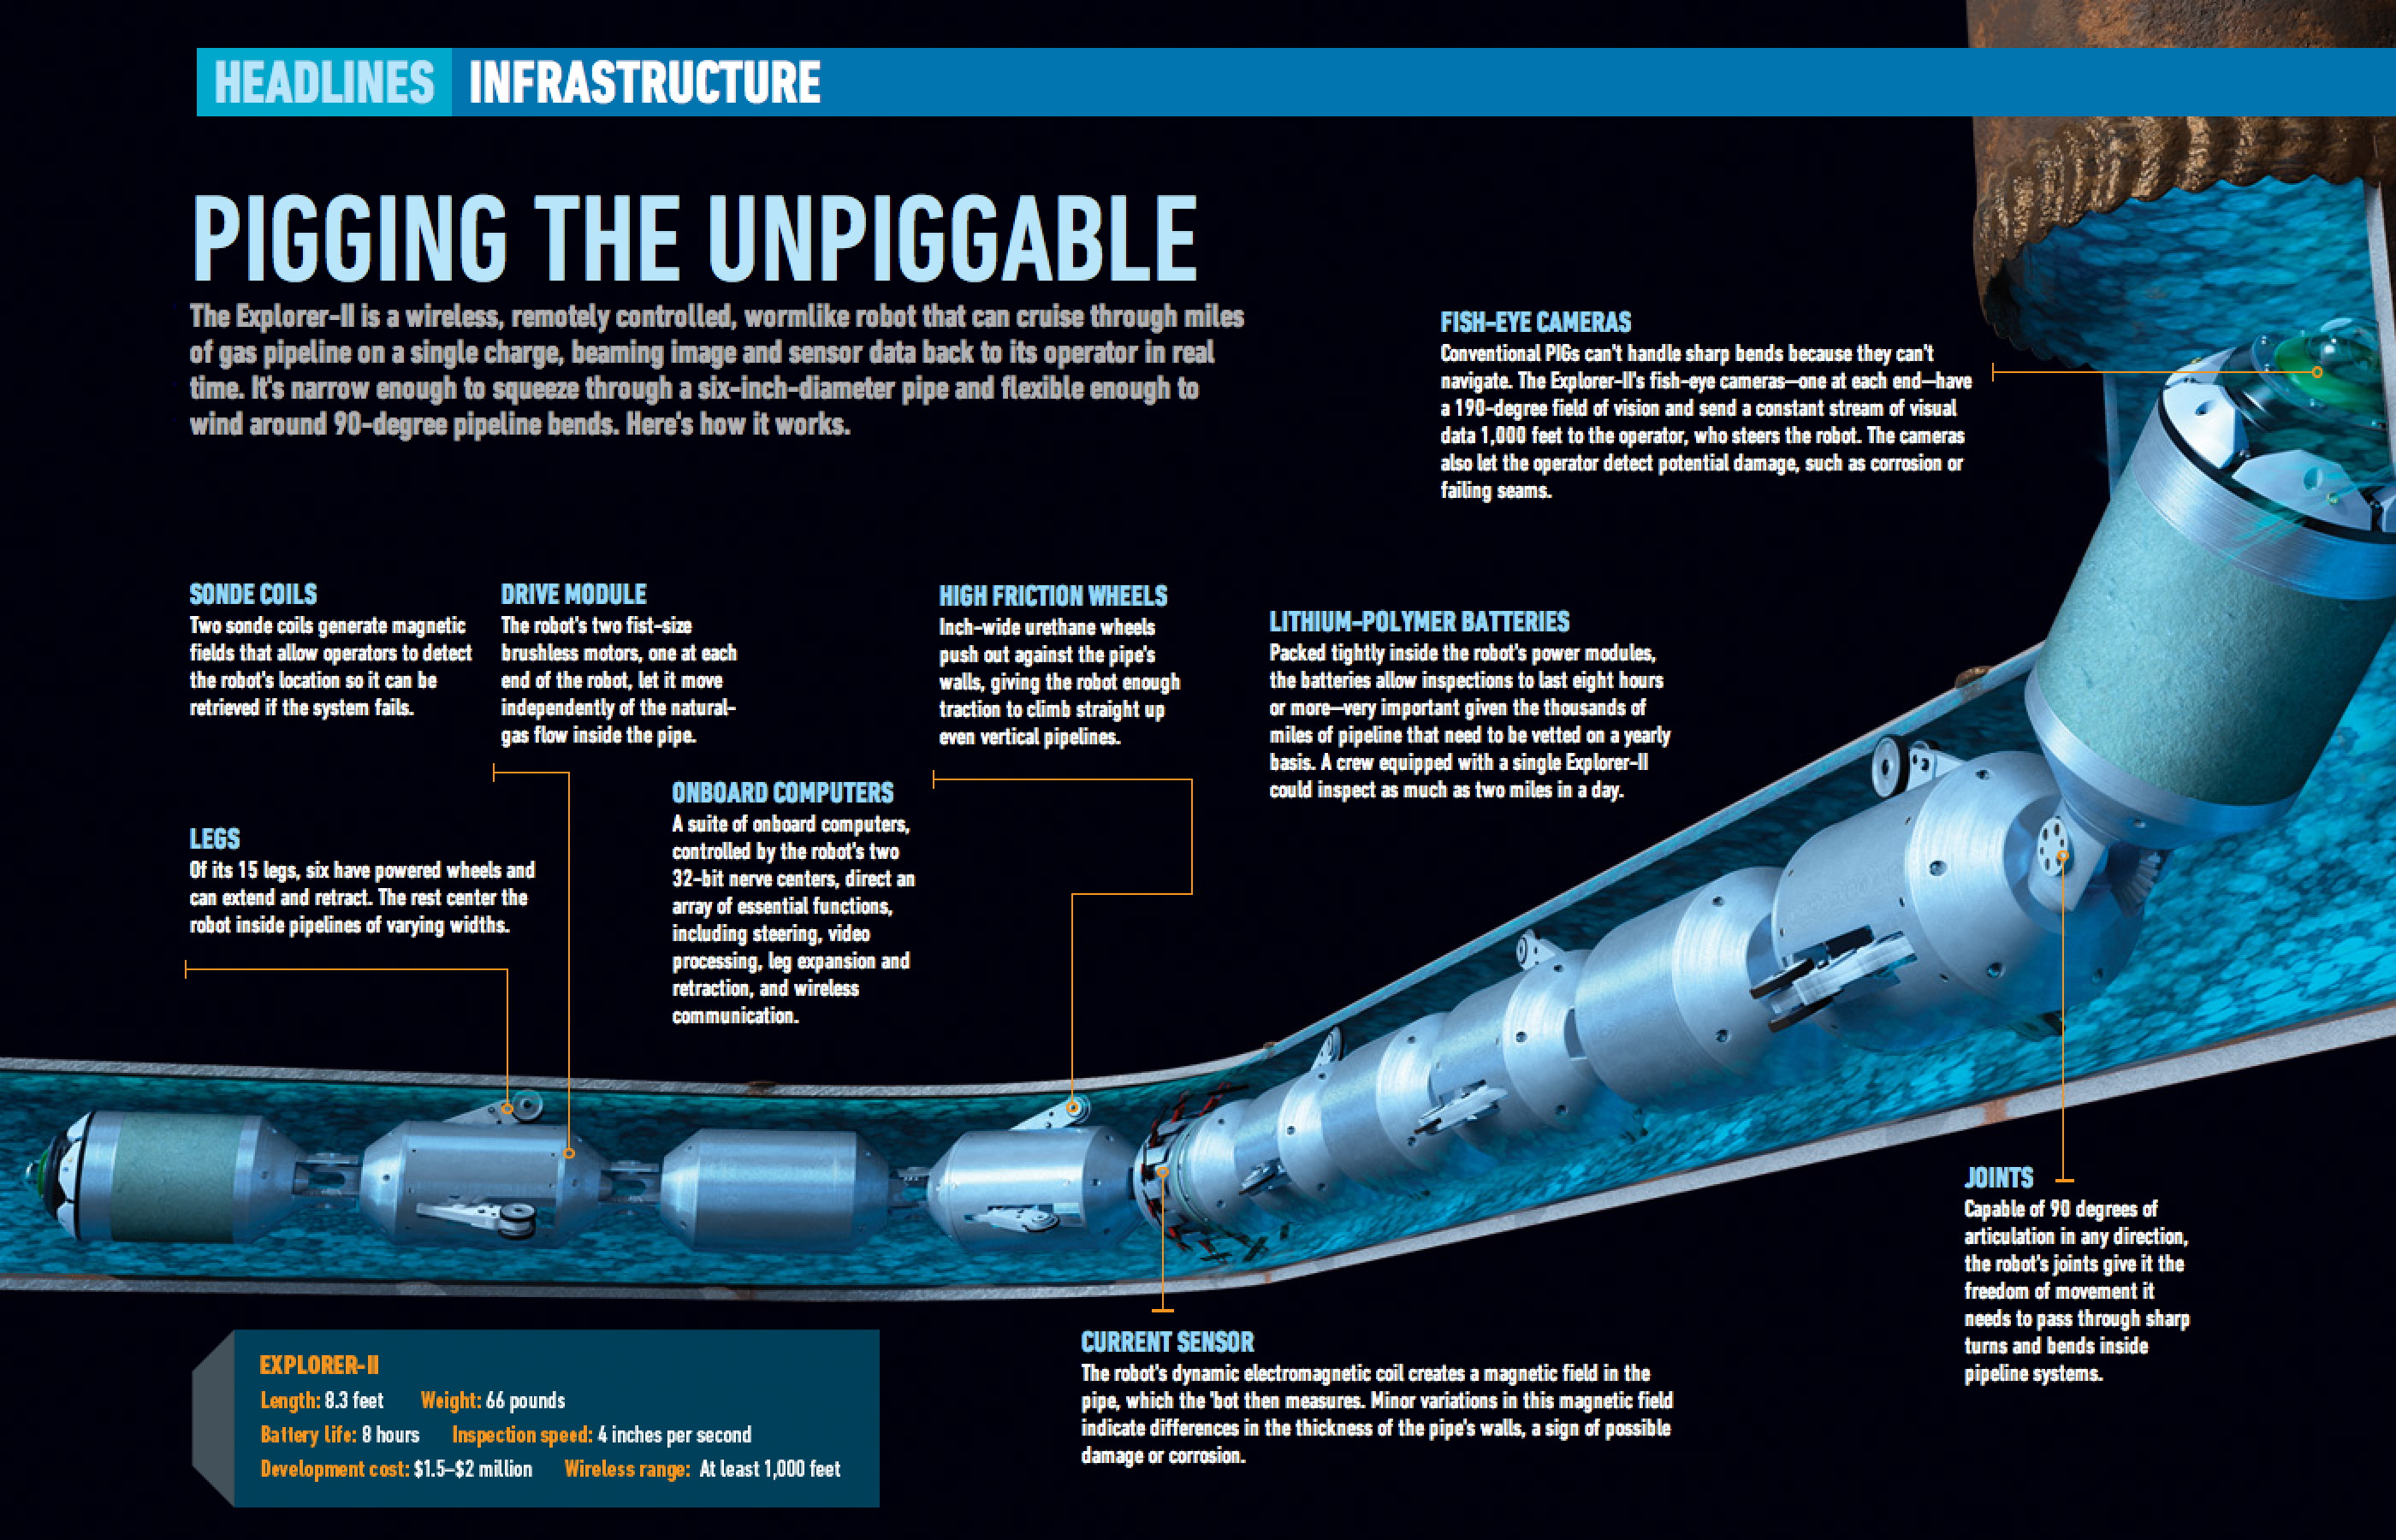 HEADLINES INFRASTRUCTURE
PIGGING THE UNPIGGABLE
The Explorer-II is a wireless, remotely controlled, wormlike robot that can cruise through miles
of gas pipeline on a single charge, beaming image and sensor data back to its operator in real
time. It's narrow enough to squeeze through a six-inch-diameter pipe and flexible enough to
wind around 90-degree pipeline bends. Here's how it works.
FISH-EYE CAMERAS
Conventional PIGs can't handle sharp bends because they can't
navigate. The Explorer-II's fish-eye cameras—one at each end—have
a 190-degree field of vision and send a constant stream of visual
data 1,000 feet to the operator, who steers the robot. The cameras
also let the operator detect potential damage, such as corrosion or
failing seams.
SONDE COILS
Two sonde coils generate magnetic
fields that allow operators to detect
the robot's location so it can be
retrieved if the system fails.
DRIVE MODULE
The robot's two fist-size
brushless motors, one at each
end of the robot, let it move
independently of the natural-
gas flow inside the pipe.
HIGH FRICTION WHEELS
Inch-wide urethane wheels
push out against the pipe's
walls, giving the robot enough
traction to climb straight up
even vertical pipelines.
LITHIUM-POLYMER BATTERIES
Packed tightly inside the robot's power modules,
the batteries allow inspections to last eight hours
or more—very important given the thousands of
miles of pipeline that need to be vetted on a yearly
basis. A crew equipped with a single Explorer-II
could inspect as much as two miles in a day.
LEGS
Of its 15 legs, six have powered wheels and
can extend and retract. The rest center the
robot inside pipelines of varying widths.
ONBOARD COMPUTERS
A suite of onboard computers,
controlled by the robot's two
32-bit nerve centers, direct an
array of essential functions,
including steering, video
processing, leg expansion and
retraction, and wireless
communication.
JOINTS
Capable of 90 degrees of
articulation in any direction,
the robot's joints give it the
freedom of movement it
needs to pass through sharp
turns and bends inside
pipeline systems.
CURRENT SENSOR
The robot's dynamic electromagnetic coil creates a magnetic field in the
pipe, which the 'bot then measures. Minor variations in this magnetic field
indicate differences in the thickness of the pipe's walls, a sign of possible
damage or corrosion.
EXPLORER-II
Length: 8.3 feet Weight: 66 pounds
Battery life: 8 hours Inspection speed: 4 inches per second
Development cost: $1.5–$2 million Wireless range: At least 1,000 feet